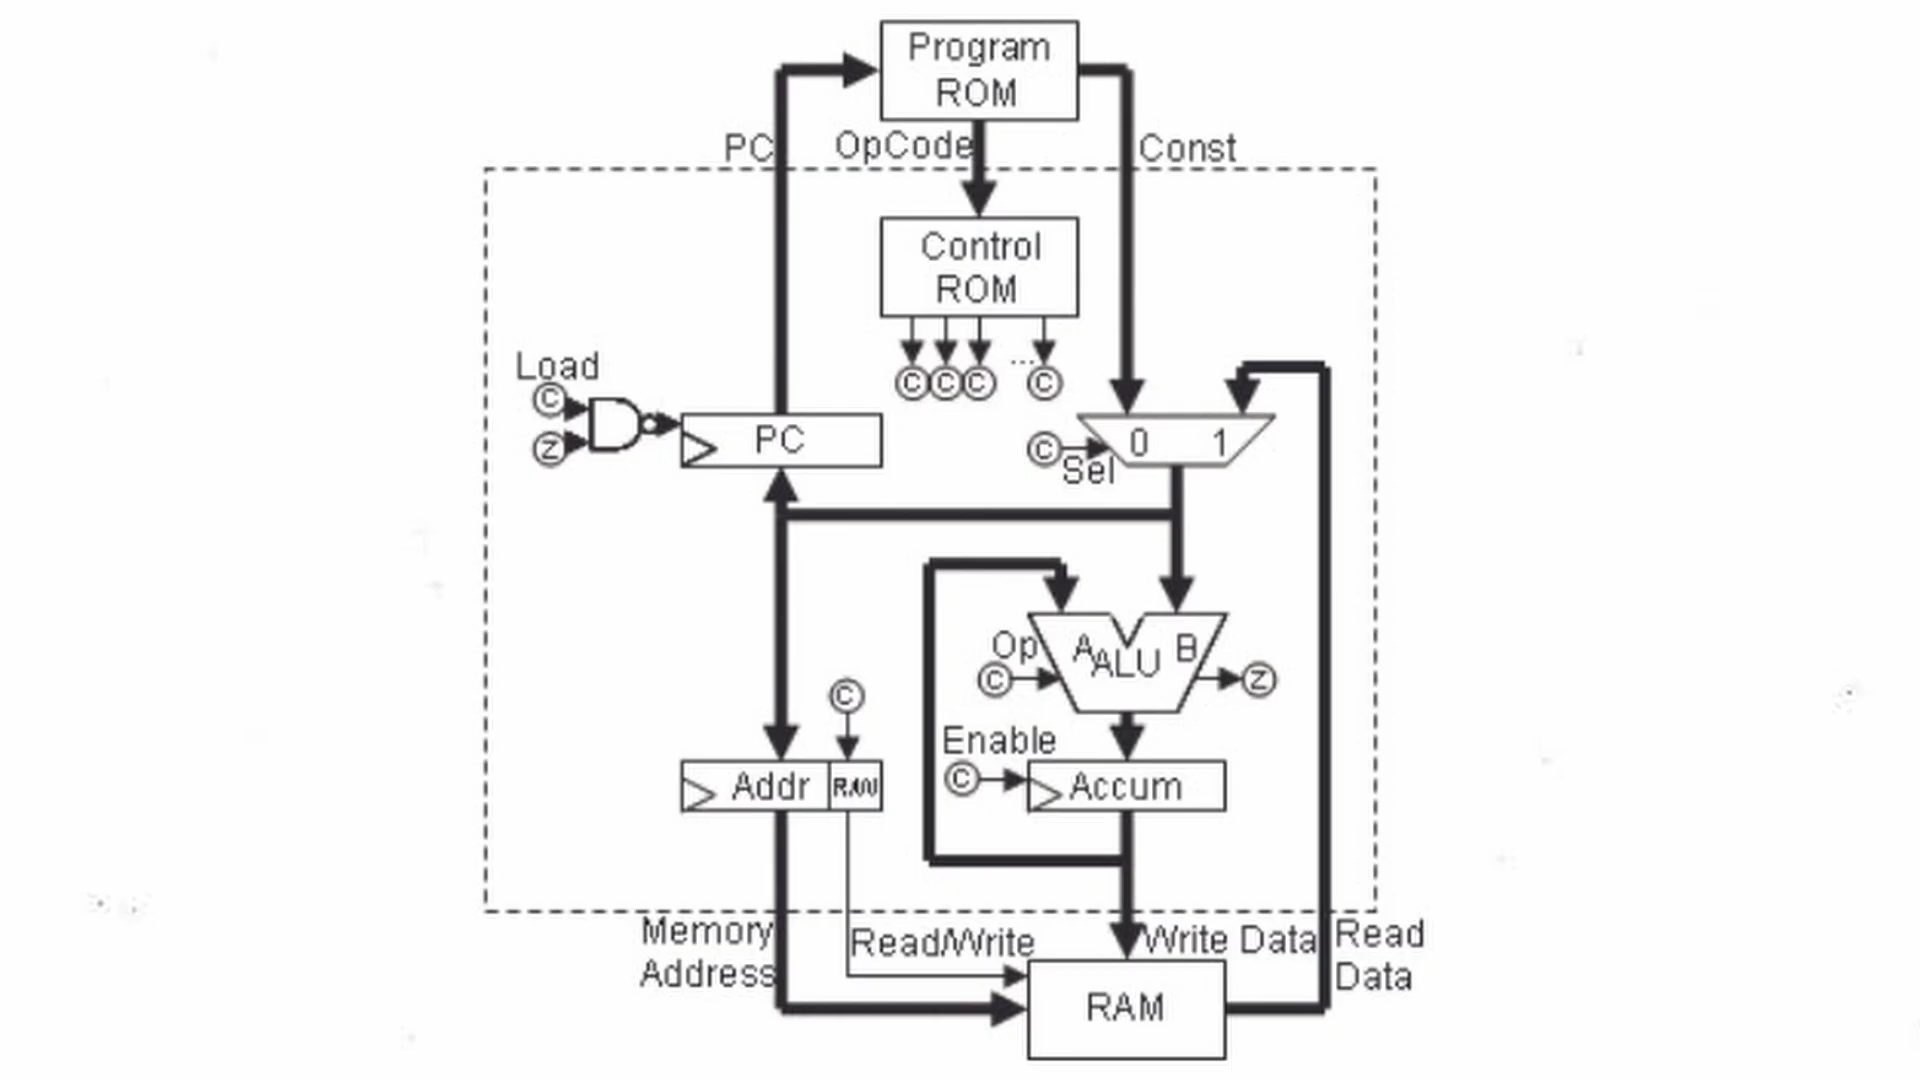 Program
ROM
PC
OpCode
Const
Control
ROM
C
C
C
...
C
Load
C
Z
PC
C
Sel
0
1
Op
C
A
ALU
B
Z
C
Enable
C
Addr
R/W
Accum
Memory
Address
Read/Write
Write Data
Read
Data
RAM